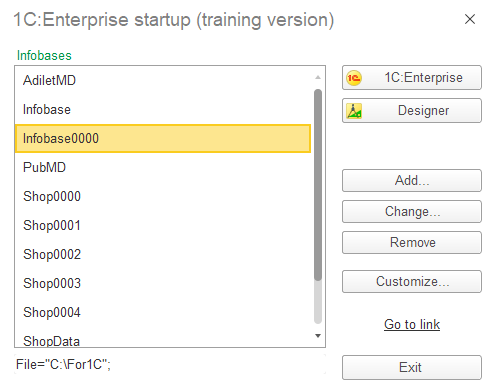 1C:Enterprise startup (training version)
Infobases
AdiletMD
Infobase
Infobase0000
PubMD
Shop0000
Shop0001
Shop0002
Shop0003
Shop0004
ShopData
File="C:\For1C";
1C:Enterprise
Designer
Add...
Change...
Remove
Customize...
Go to link
Exit